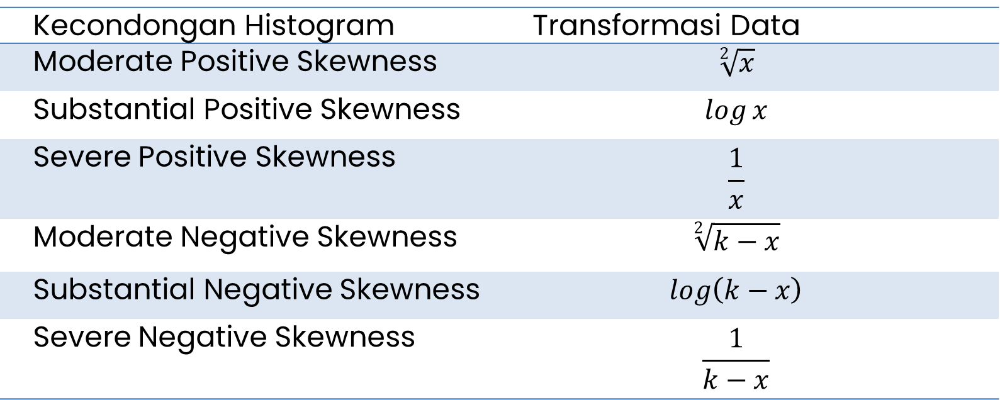 Kecondongan Histogram Transformasi Data
Moderate Positive Skewness $\sqrt[2]{x}$
Substantial Positive Skewness $log\,x$
Severe Positive Skewness $\frac{1}{x}$
Moderate Negative Skewness $\sqrt[2]{k-x}$
Substantial Negative Skewness $log(k-x)$
Severe Negative Skewness $\frac{1}{k-x}$